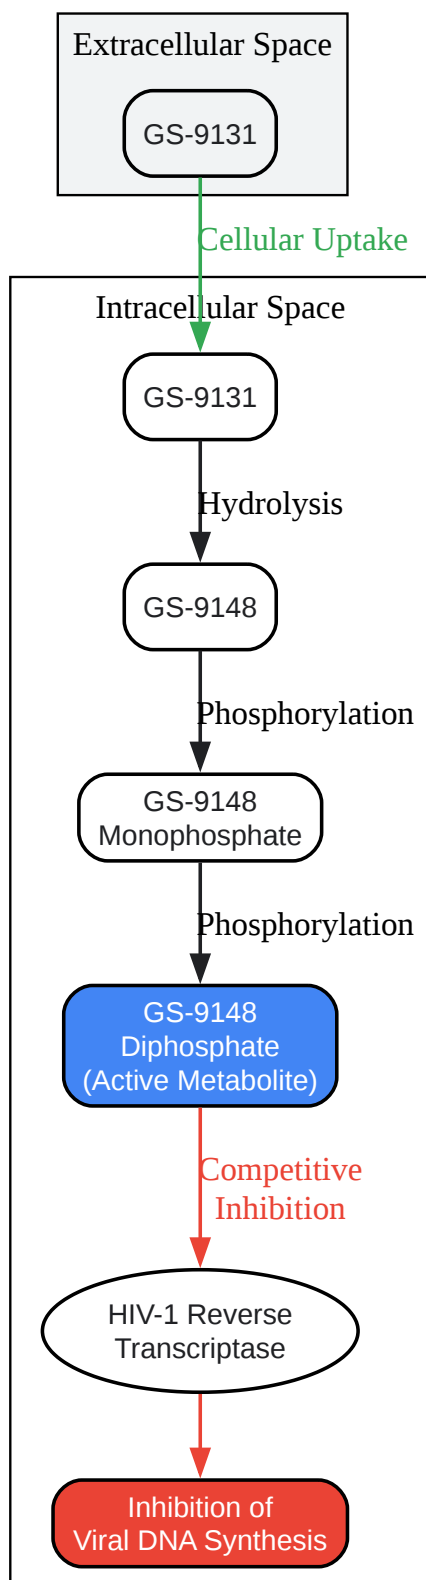 Extracellular Space
GS-9131
Cellular Uptake
Intracellular Space
GS-9131
Hydrolysis
GS-9148
Phosphorylation
GS-9148
Monophosphate
Phosphorylation
GS-9148
Diphosphate
(Active Metabolite)
Competitive
Inhibition
HIV-1 Reverse
Transcriptase
Inhibition of
Viral DNA Synthesis